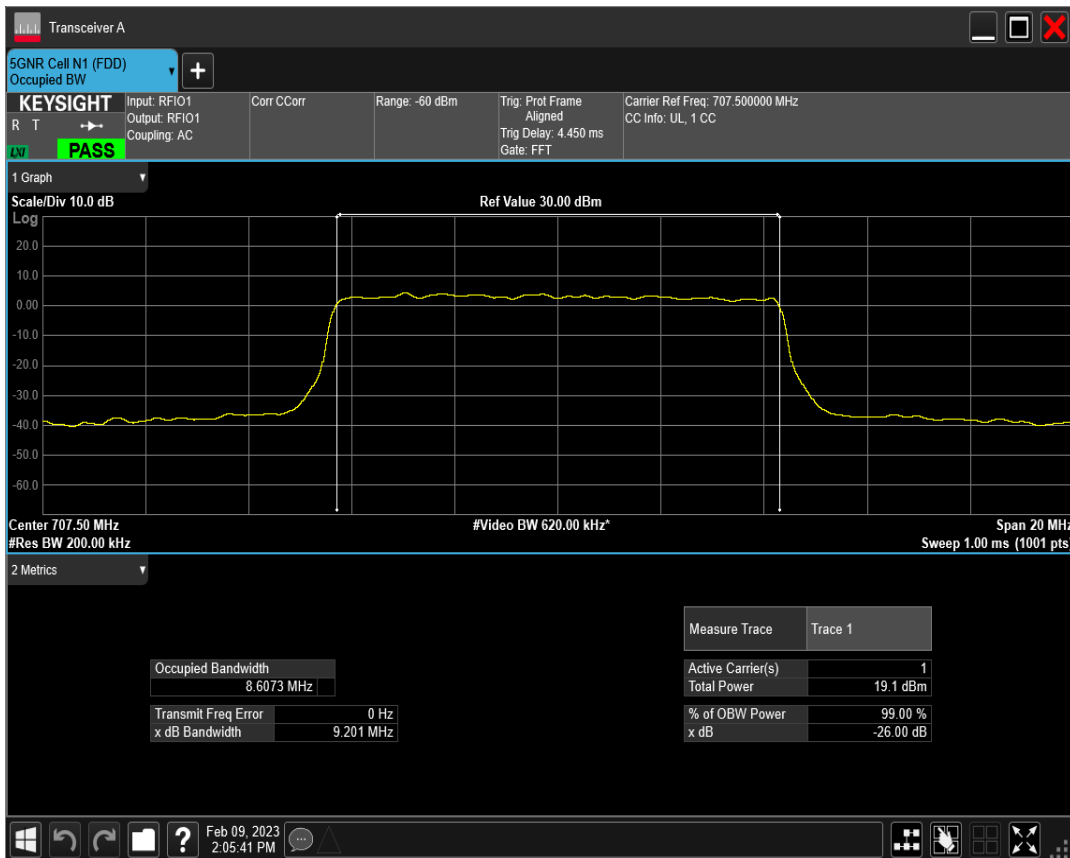 Transceiver A
5GNR Cell N1 (FDD)
Occupied BW
+
KEYSIGHT
R T
LXI
PASS
Input: RFIO1
Output: RFIO1
Coupling: AC
Corr CCorr
Range: -60 dBm
Trig: Prot Frame
Aligned
Trig Delay: 4.450 ms
Gate: FFT
Carrier Ref Freq: 707.500000 MHz
CC Info: UL, 1 CC
1 Graph
Scale/Div 10.0 dB
Ref Value 30.00 dBm
Log
20.0
10.0
0.00
-10.0
-20.0
-30.0
-40.0
-50.0
-60.0
Center 707.50 MHz
#Video BW 620.00 kHz*
Span 20 MHz
#Res BW 200.00 kHz
Sweep 1.00 ms (1001 pts)
2 Metrics
Measure Trace Trace 1
Occupied Bandwidth
8.6073 MHz
Active Carrier(s) 1
Total Power 19.1 dBm
Transmit Freq Error 0 Hz
x dB Bandwidth 9.201 MHz
% of OBW Power 99.00 %
x dB -26.00 dB
?
Feb 09, 2023
2:05:41 PM